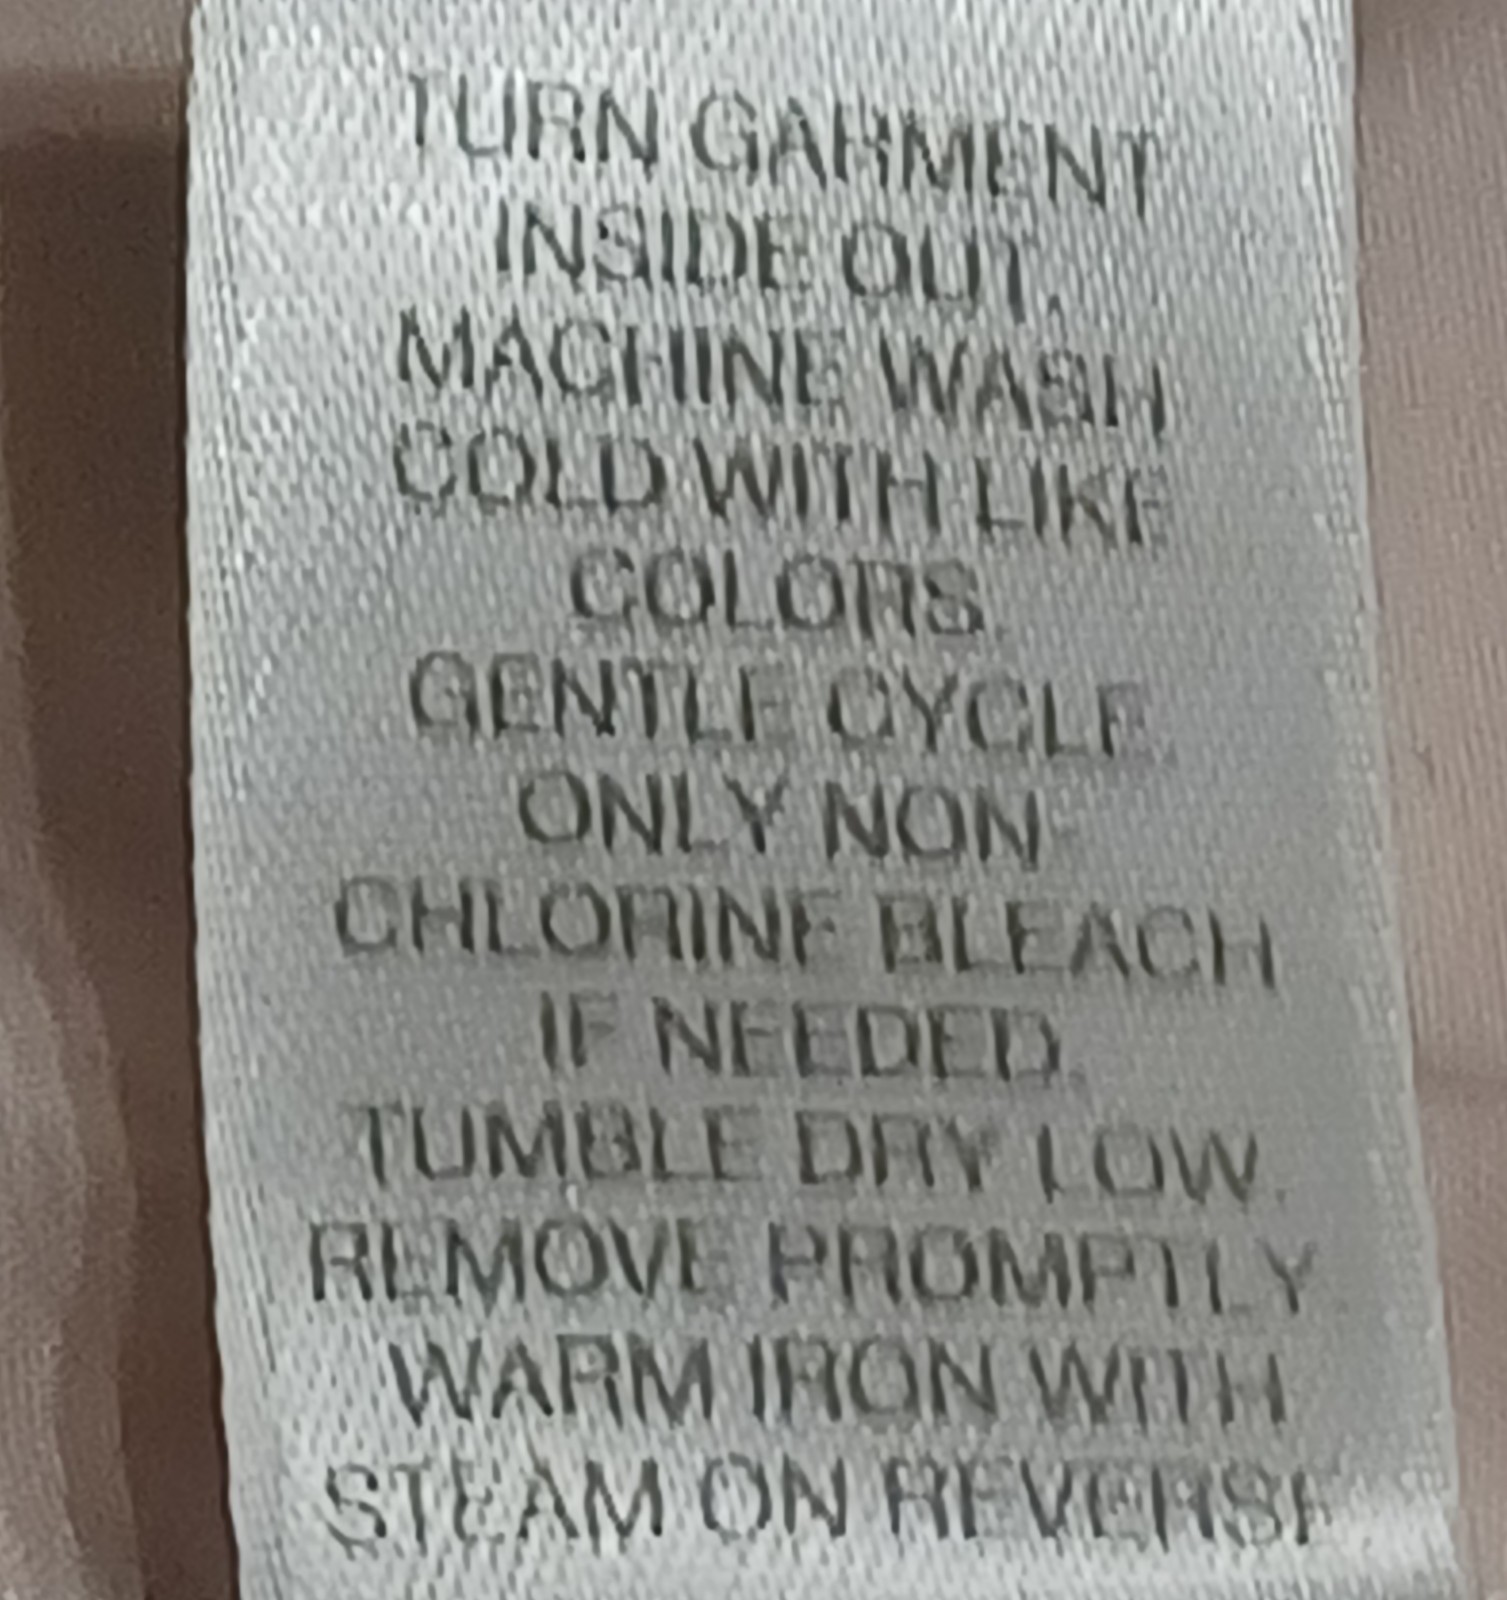 TURN GARMENT
INSIDE OUT.
MACHINE WASH
COLD WITH LIKE
COLORS.
GENTLE CYCLE.
ONLY NON-
CHLORINE BLEACH
IF NEEDED.
TUMBLE DRY LOW.
REMOVE PROMPTLY.
WARM IRON WITH
STEAM ON REVERSE